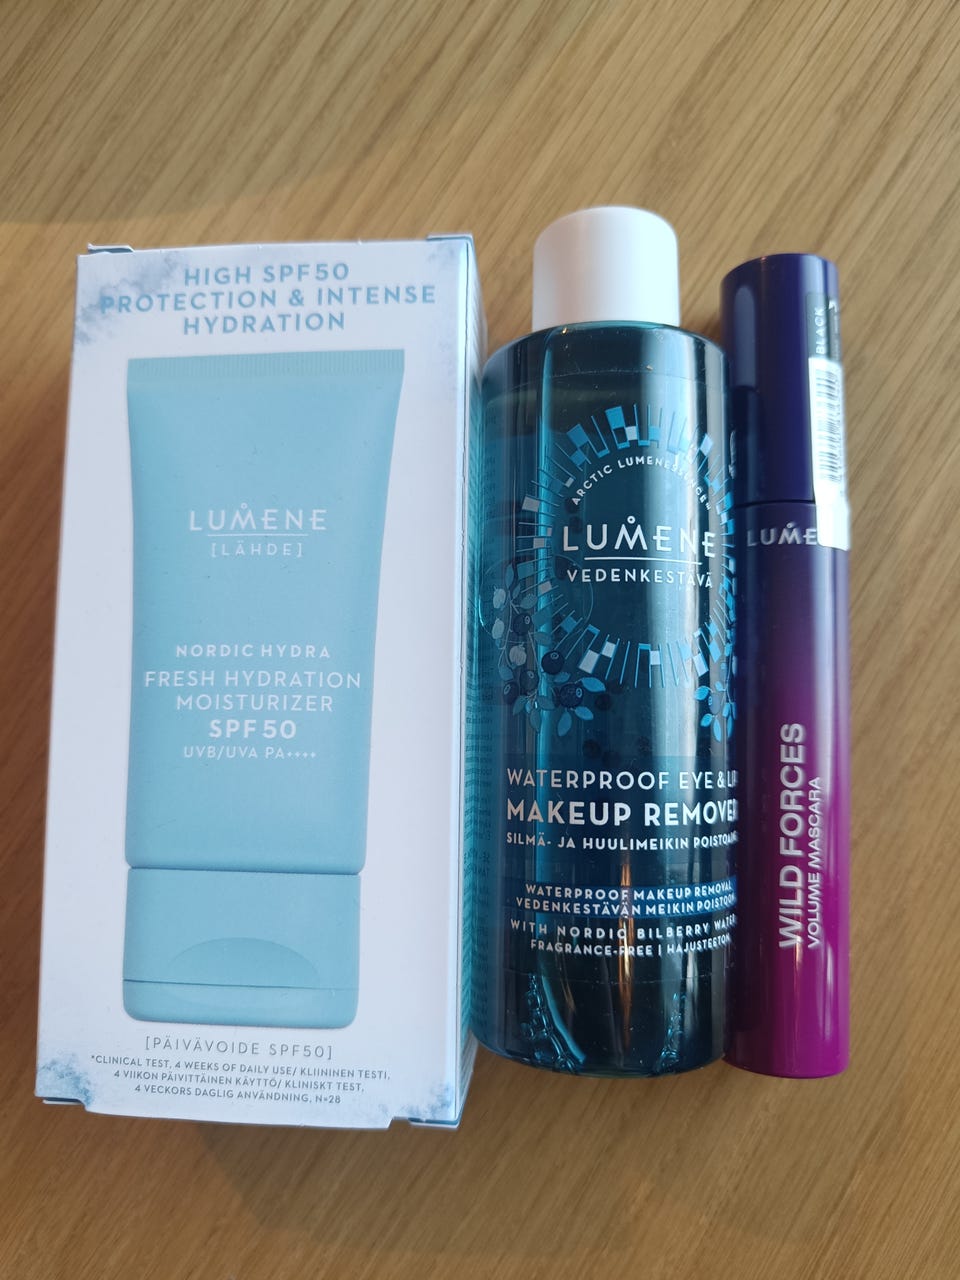 HIGH SPF50
PROTECTION & INTENSE
HYDRATION
LUMENE
[LÄHDE]
NORDIC HYDRA
FRESH HYDRATION
MOISTURIZER
SPF50
UVB/UVA PA++++
[PÄIVÄVOIDE SPF50]
*CLINICAL TEST, 4 WEEKS OF DAILY USE/ KLIININEN TESTI,
4 VIIKON PÄIVITTÄINEN KÄYTTÖ/ KLINISKT TEST,
4 VECKORS DAGLIG ANVÄNDNING, N=28
ARCTIC LUMENESSENCE™
LUMENE
VEDENKESTÄVÄ
WATERPROOF EYE & LIP
MAKEUP REMOVER
SILMÄ- JA HUULIMEIKIN
WATERPROOF MAKEUP REMOVAL
VEDENKESTÄVÄN MEIKIN
WITH NORDIC BILBERRY WATER
FRAGRANCE-FREE | HAJUSTEETON
BLACK
LUME
WILD FORCES
VOLUME MASCARA